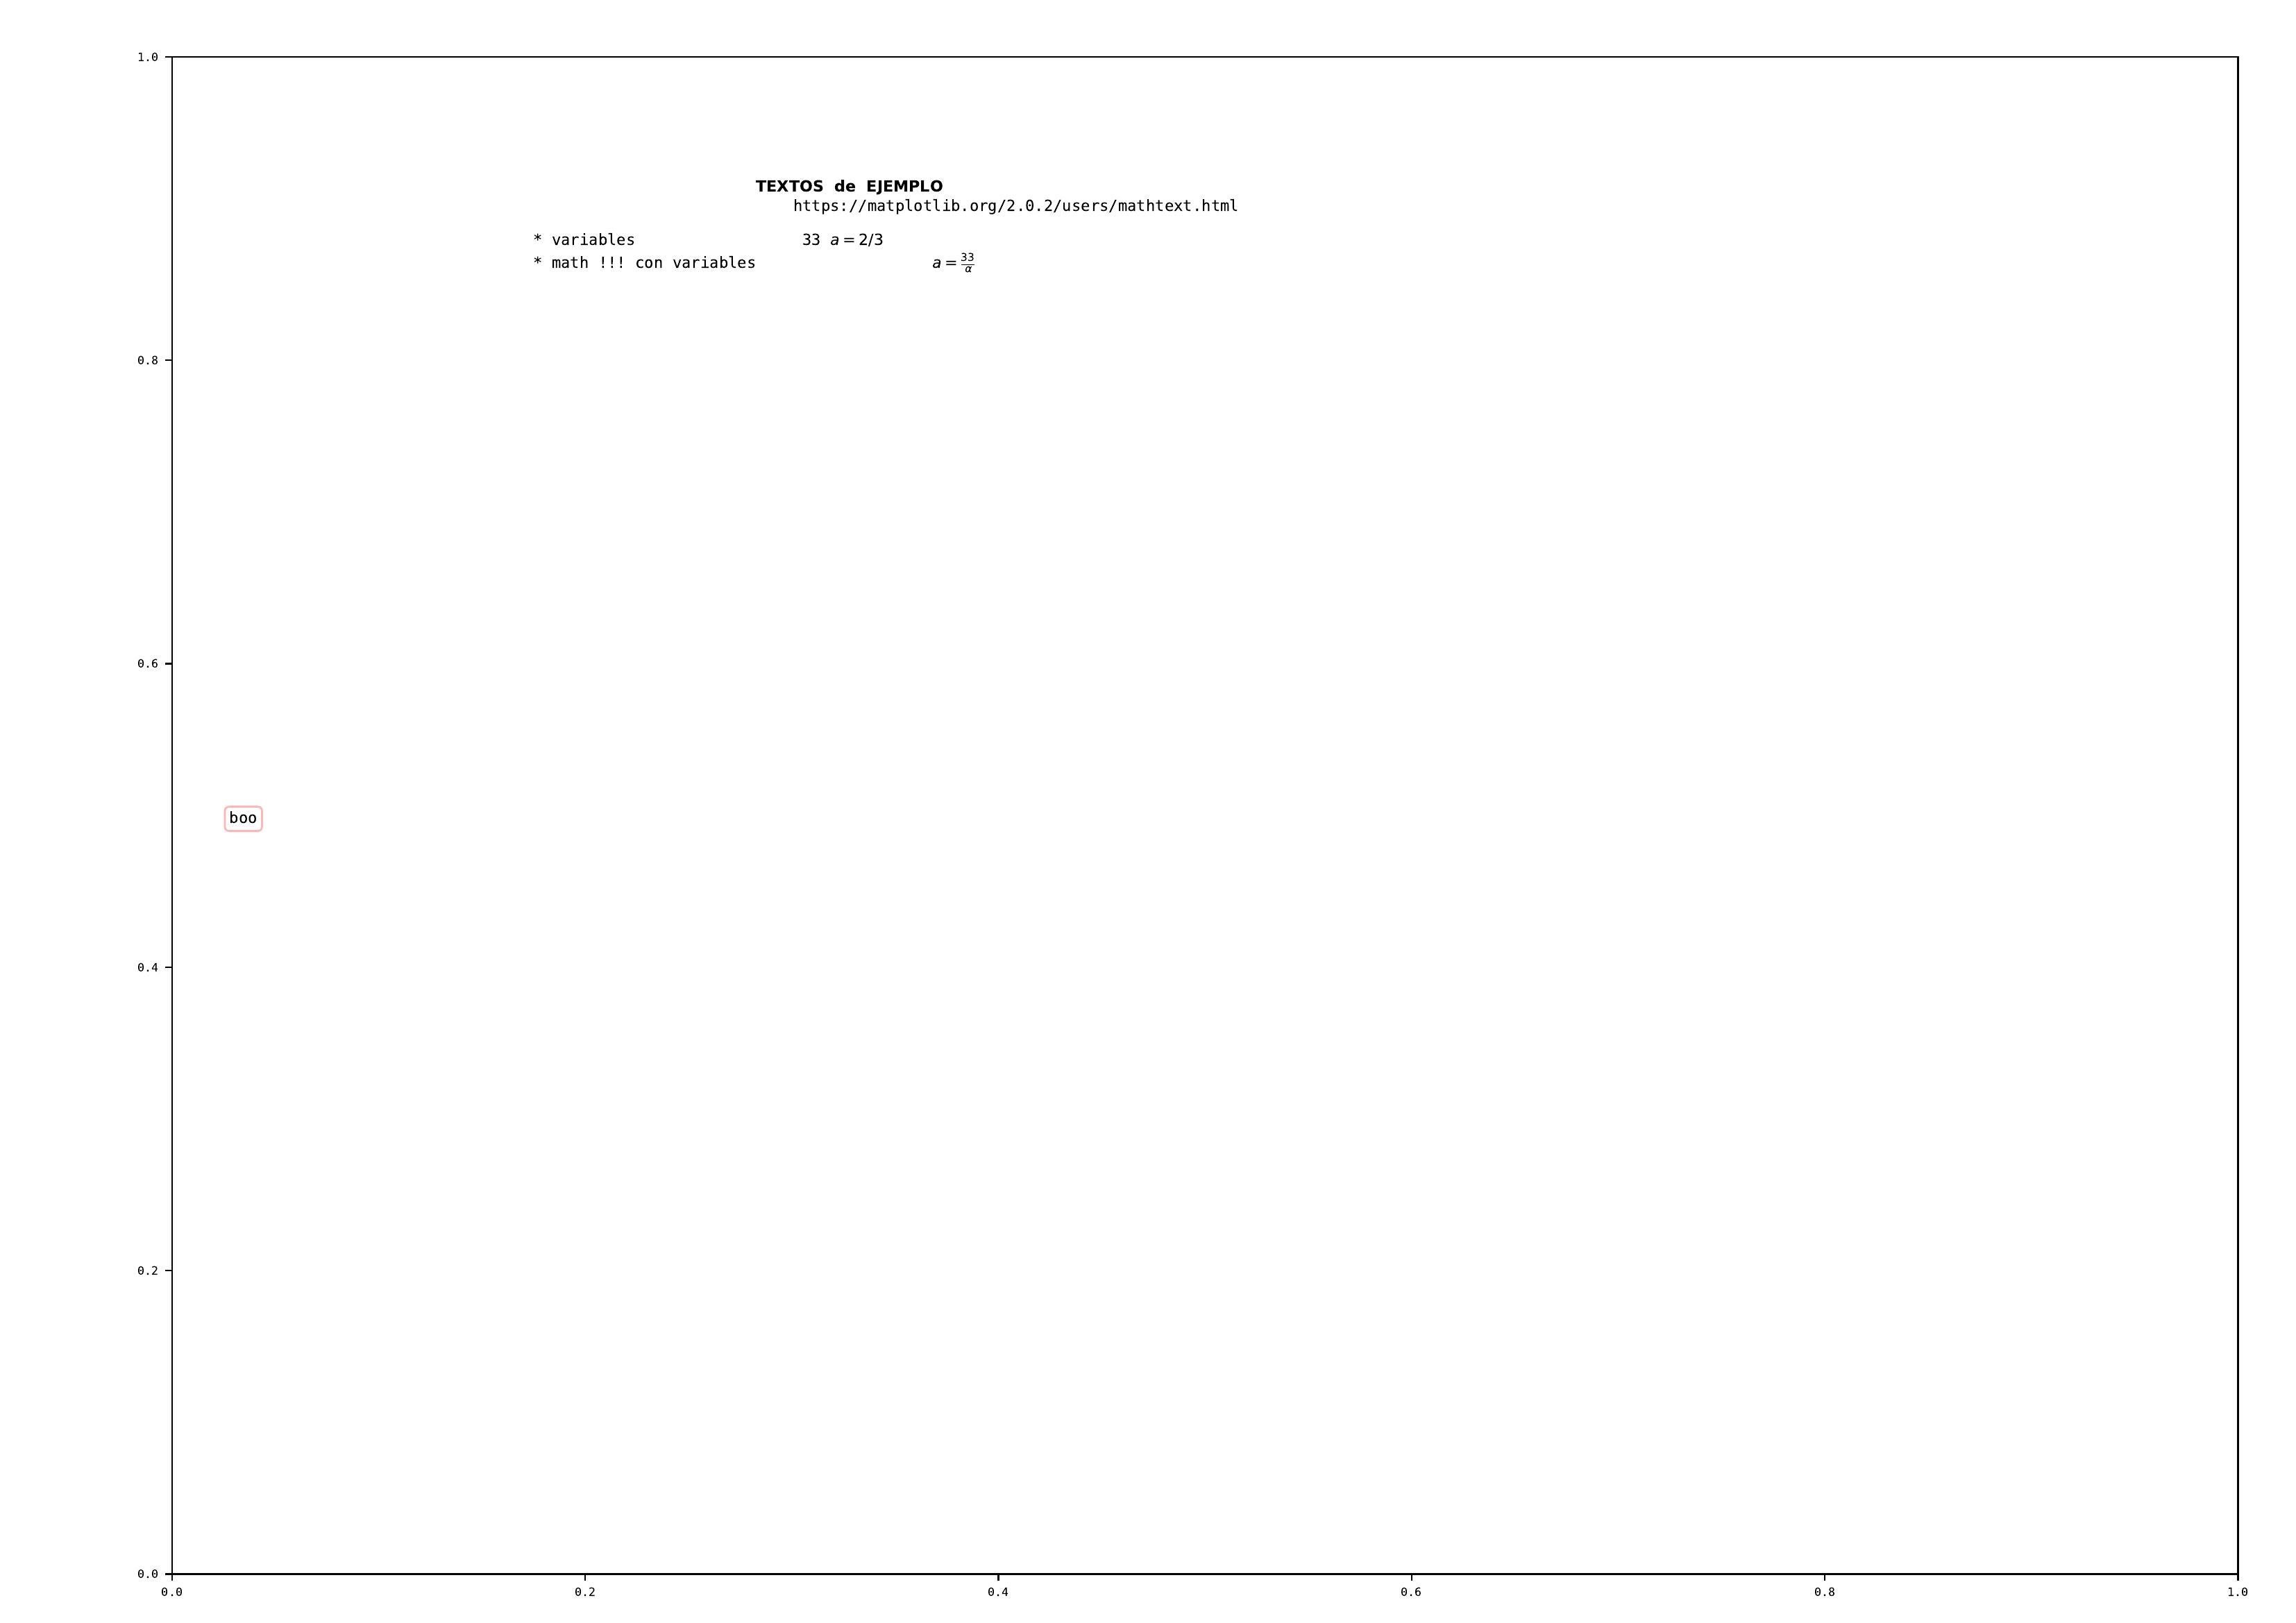 1.0
TEXTOS de EJEMPLO
https://matplotlib.org/2.0.2/users/mathtext.html
* variables 33 a = 2/3
* math !!! con variables a = 33/α
0.8
0.6
boo
0.4
0.2
0.0
0.0 0.2 0.4 0.6 0.8 1.0